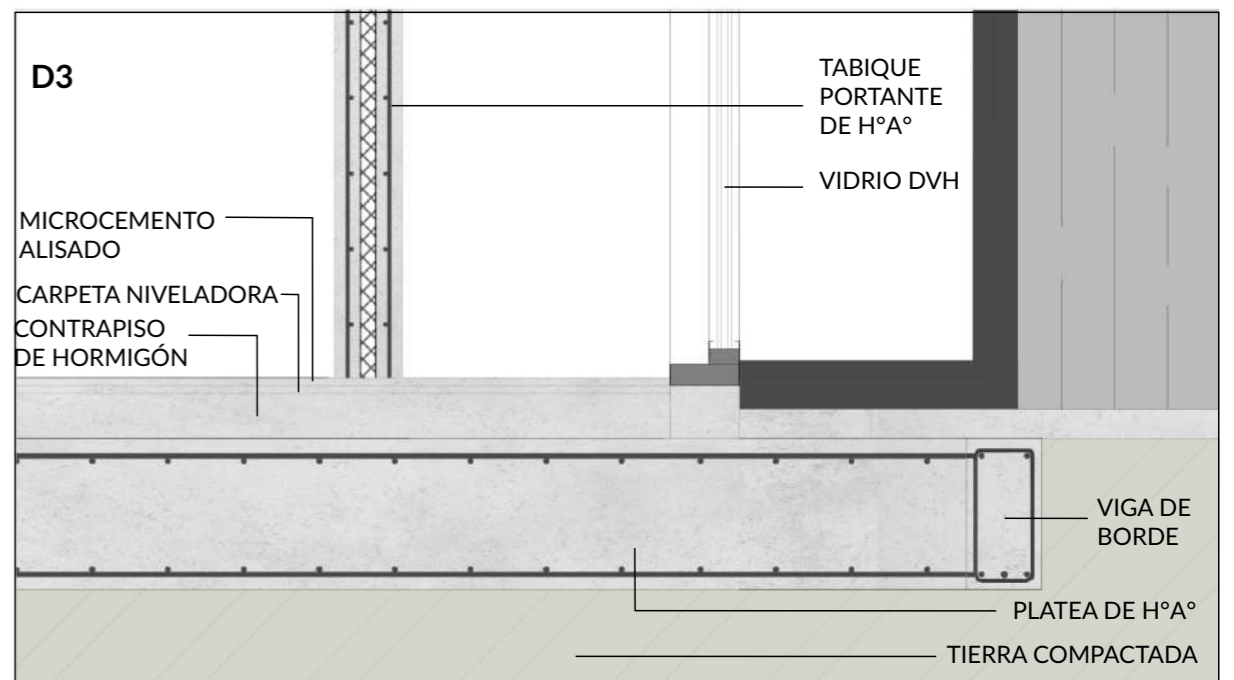 D3
TABIQUE
PORTANTE
DE H°A°
VIDRIO DVH
MICROCEMENTO
ALISADO
CARPETA NIVELADORA
CONTRAPISO
DE HORMIGÓN
VIGA DE
BORDE
PLATEA DE H°A°
TIERRA COMPACTADA